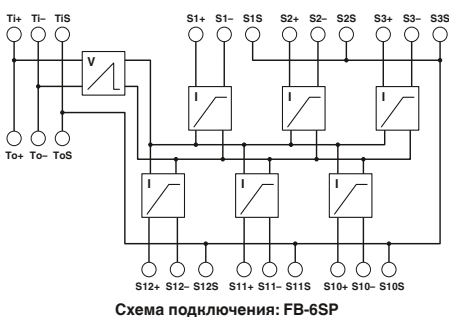 Ti+ Ti– TiS S1+ S1– S1S S2+ S2– S2S S3+ S3– S3S
V
I I I
To+ To– ToS
I I I
S12+ S12– S12S S11+ S11– S11S S10+ S10– S10S
Схема подключения: FB-6SP